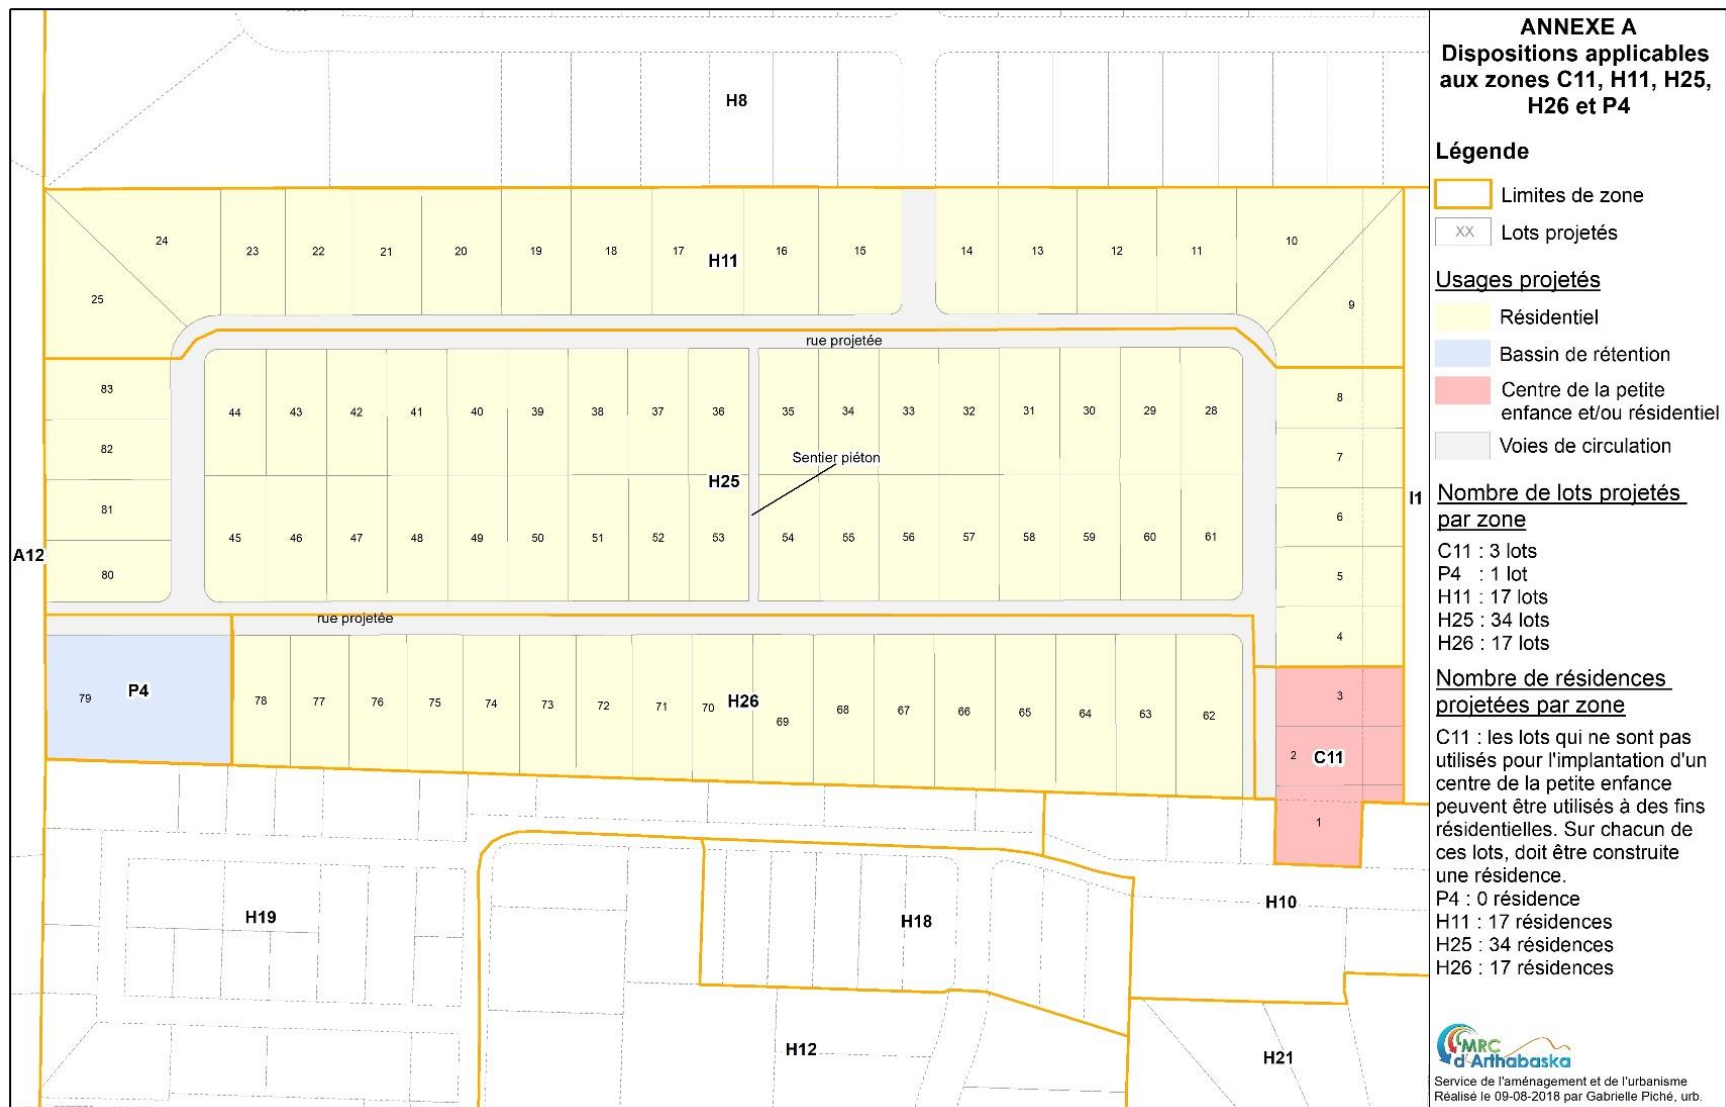 H8
24
23
22
21
20
19
18
17
H11
16
15
14
13
12
11
10
25
9
rue projetée
83
44
43
42
41
40
39
38
37
36
35
34
33
32
31
30
29
28
8
82
Sentier piéton
7
H25
I1
81
45
46
47
48
49
50
51
52
53
54
55
56
57
58
59
60
61
6
A12
80
5
rue projetée
4
79
P4
78
77
76
75
74
73
72
71
70
H26
69
68
67
66
65
64
63
62
3
2
C11
1
H19
H18
H10
H12
H21
ANNEXE A
Dispositions applicables
aux zones C11, H11, H25,
H26 et P4
Légende
Limites de zone
XX Lots projetés
Usages projetés
Résidentiel
Bassin de rétention
Centre de la petite
enfance et/ou résidentiel
Voies de circulation
Nombre de lots projetés
par zone
C11 : 3 lots
P4 : 1 lot
H11 : 17 lots
H25 : 34 lots
H26 : 17 lots
Nombre de résidences
projetées par zone
C11 : les lots qui ne sont pas
utilisés pour l'implantation d'un
centre de la petite enfance
peuvent être utilisés à des fins
résidentielles. Sur chacun de
ces lots, doit être construite
une résidence.
P4 : 0 résidence
H11 : 17 résidences
H25 : 34 résidences
H26 : 17 résidences
MRC
d'Arthabaska
Service de l'aménagement et de l'urbanisme
Réalisé le 09-08-2018 par Gabrielle Piché, urb.